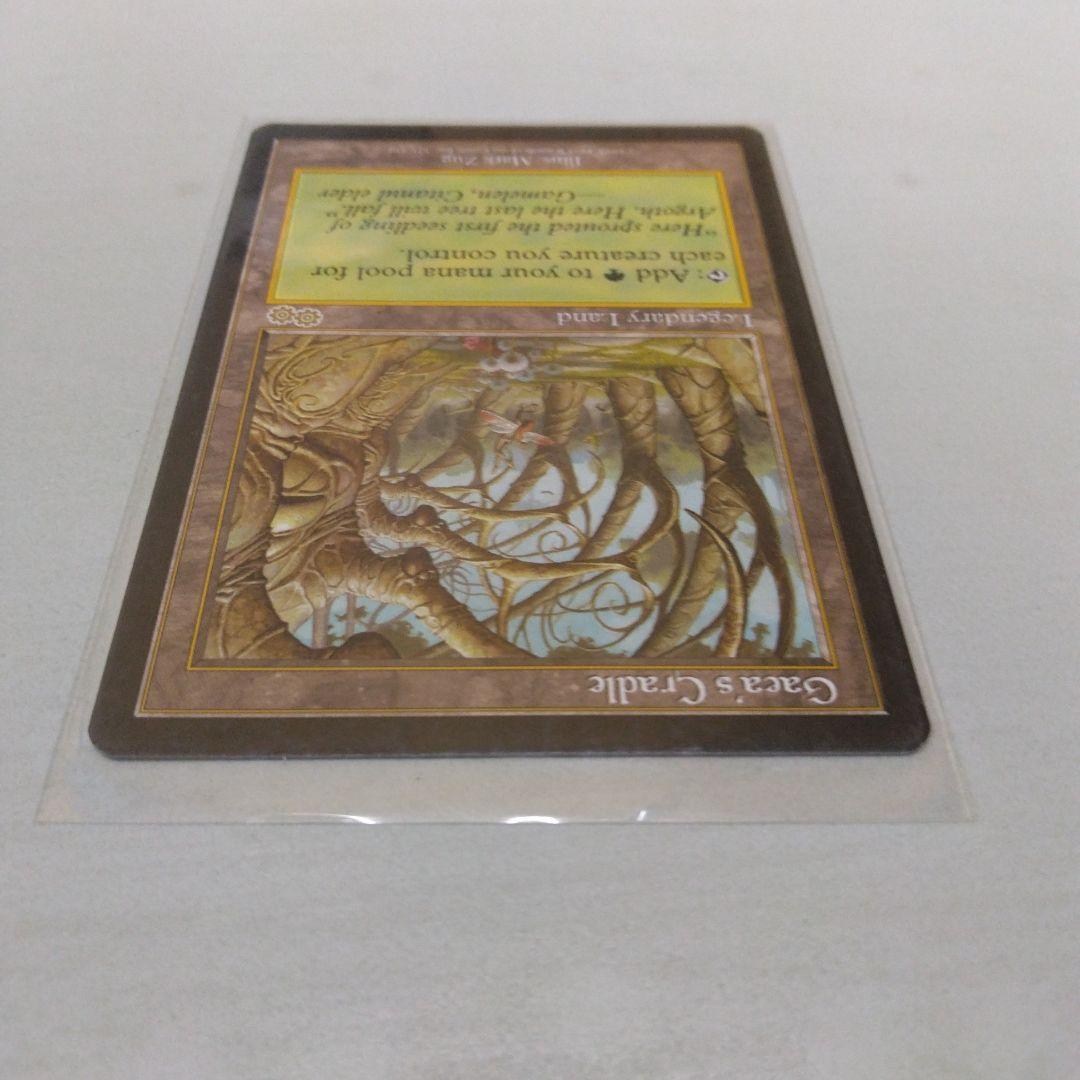 Gaea's Cradle
Legendary Land
: Add to your mana pool for
each creature you control.
"Here sprouted the first seedling of
Argoth. Here the last tree will fall."
—Gamelen, Citanul elder
Illus. Mark Zug